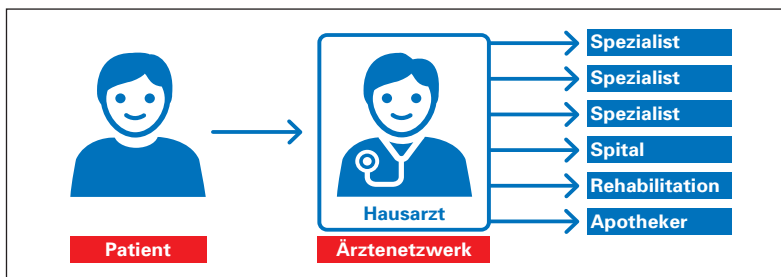 Spezialist
Spezialist
Spezialist
Spital
Rehabilitation
Apotheker
Hausarzt
Patient
Ärztenetzwerk